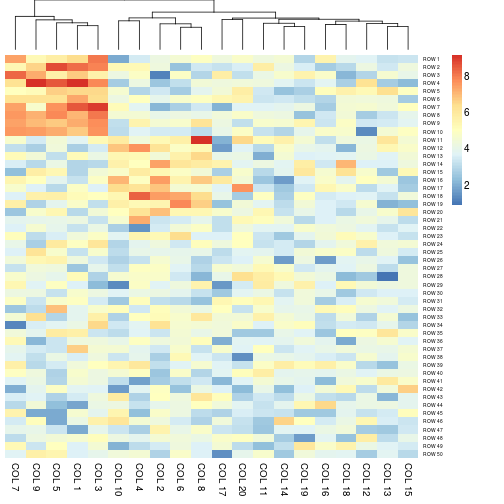 8
6
4
2
ROW 1
ROW 2
ROW 3
ROW 4
ROW 5
ROW 6
ROW 7
ROW 8
ROW 9
ROW 10
ROW 11
ROW 12
ROW 13
ROW 14
ROW 15
ROW 16
ROW 17
ROW 18
ROW 19
ROW 20
ROW 21
ROW 22
ROW 23
ROW 24
ROW 25
ROW 26
ROW 27
ROW 28
ROW 29
ROW 30
ROW 31
ROW 32
ROW 33
ROW 34
ROW 35
ROW 36
ROW 37
ROW 38
ROW 39
ROW 40
ROW 41
ROW 42
ROW 43
ROW 44
ROW 45
ROW 46
ROW 47
ROW 48
ROW 49
ROW 50
COL 7
COL 9
COL 5
COL 1
COL 3
COL 10
COL 4
COL 2
COL 6
COL 8
COL 17
COL 20
COL 11
COL 14
COL 19
COL 16
COL 18
COL 12
COL 13
COL 15